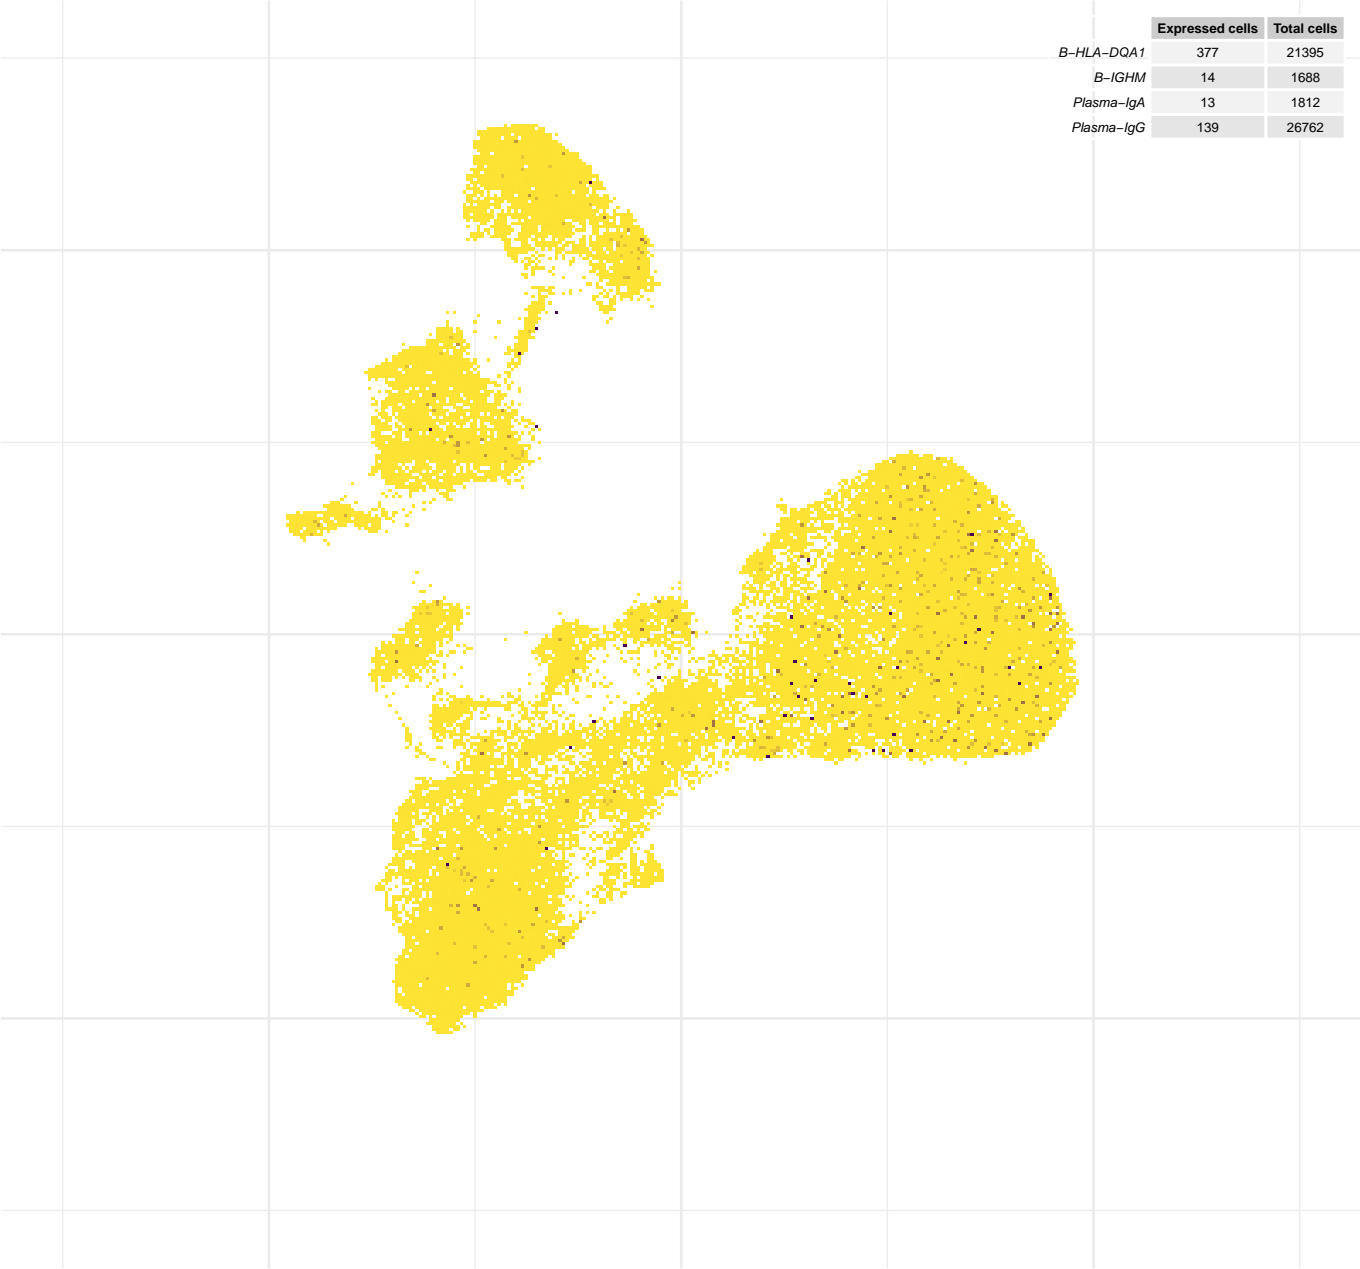 Expressed cells Total cells
B−HLA−DQA1 377 21395
B−IGHM 14 1688
Plasma−IgA 13 1812
Plasma−IgG 139 26762